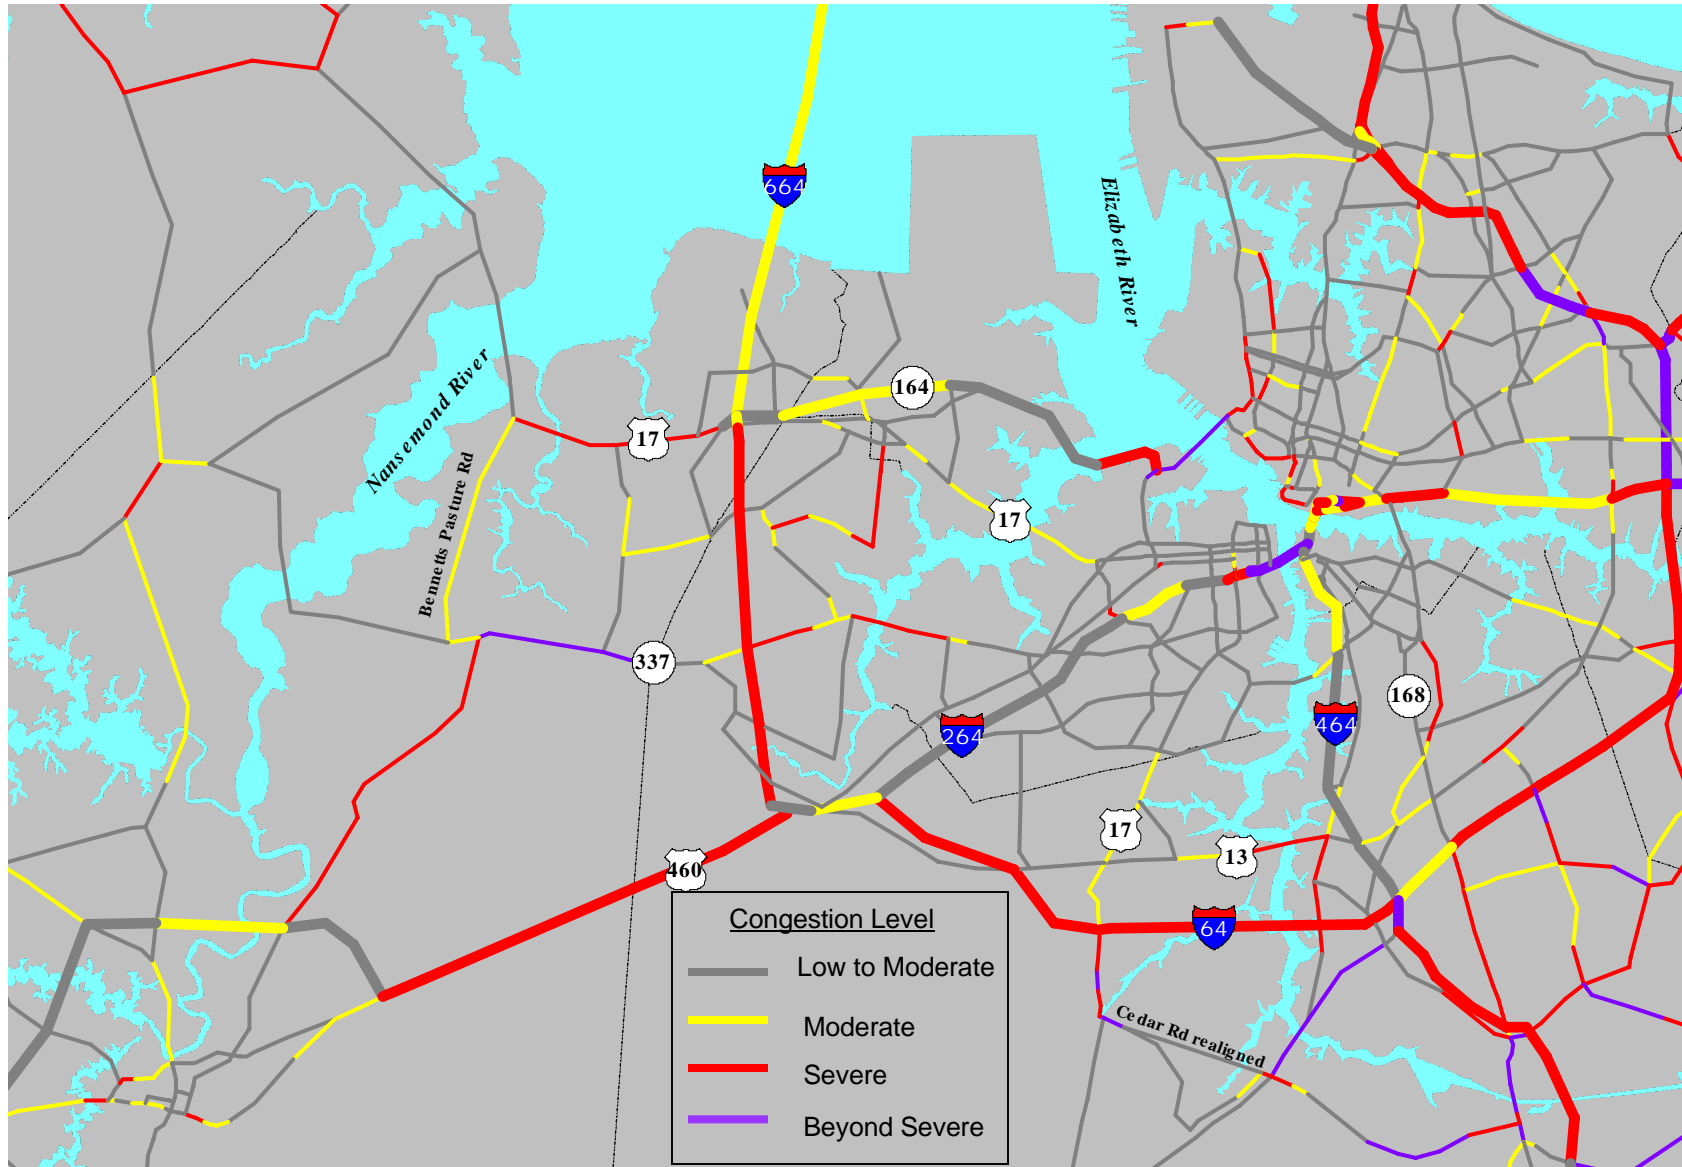 664
Elizabeth River
164
Nansemond River
17
Bennetts Pasture Rd
17
337
168
264
464
17
13
460
64
Cedar Rd realigned
Congestion Level
Low to Moderate
Moderate
Severe
Beyond Severe